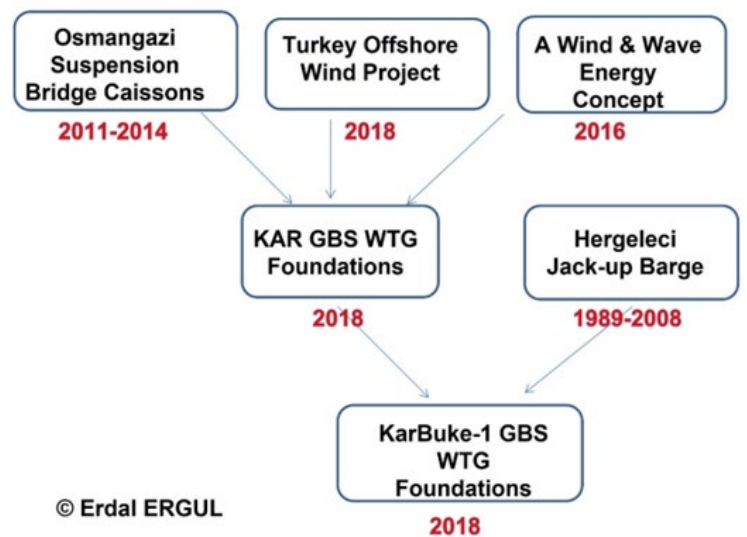 Osmangazi
Suspension
Bridge Caissons
2011-2014
Turkey Offshore
Wind Project
2018
A Wind & Wave
Energy
Concept
2016
KAR GBS WTG
Foundations
2018
Hergeleci
Jack-up Barge
1989-2008
KarBuke-1 GBS
WTG
Foundations
2018
© Erdal ERGUL